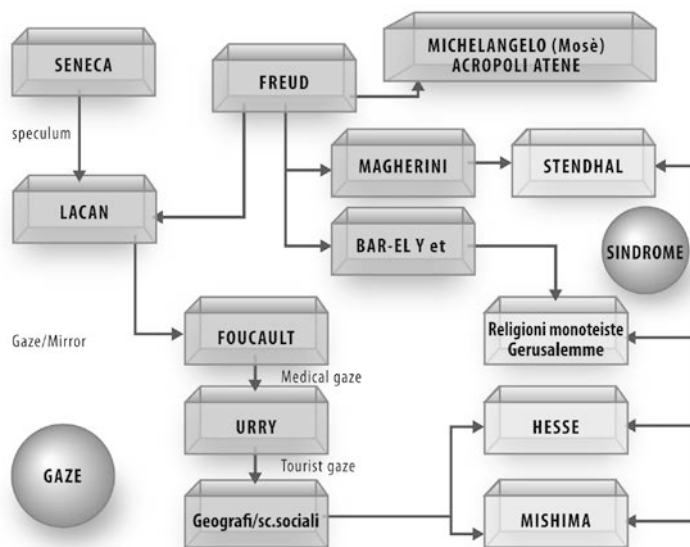 SENECA
FREUD
MICHELANGELO (Mosè)
ACROPOLI ATENE
speculum
MAGHERINI
STENDHAL
LACAN
BAR-EL Y et
SINDROME
Gaze/Mirror
FOUCAULT
Religioni monoteiste
Gerusalemme
Medical gaze
URRY
HESSE
Tourist gaze
GAZE
Geografi/sc.sociali
MISHIMA